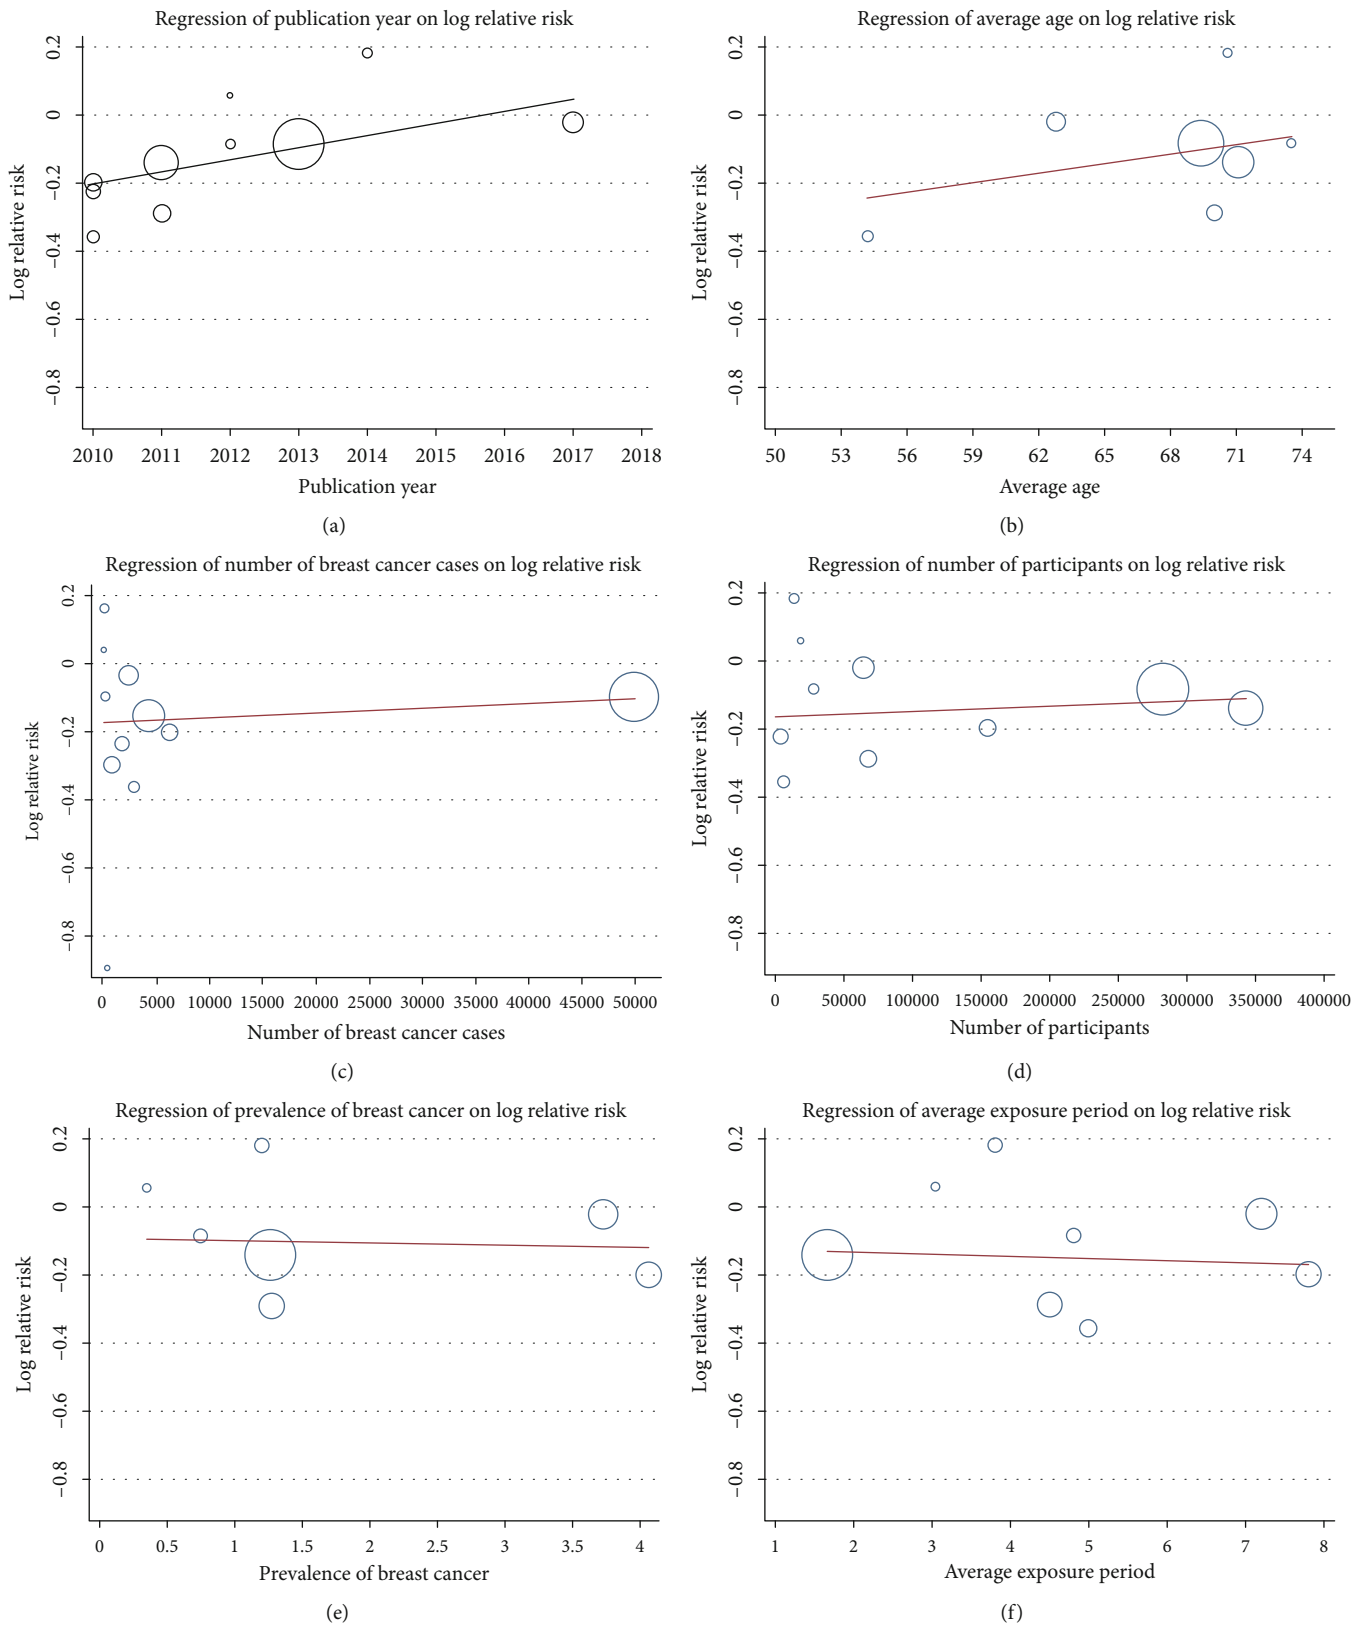 Regression of publication year on log relative risk
0.2
0
−0.2
−0.4
−0.6
−0.8
Log relative risk
2010 2011 2012 2013 2014 2015 2016 2017 2018
Publication year
(a)
Regression of average age on log relative risk
0.2
0
−0.2
−0.4
−0.6
−0.8
Log relative risk
50 53 56 59 62 65 68 71 74
Average age
(b)
Regression of number of breast cancer cases on log relative risk
0.2
0
−0.2
−0.4
−0.6
−0.8
Log relative risk
0 5000 10000 15000 20000 25000 30000 35000 40000 45000 50000
Number of breast cancer cases
(c)
Regression of number of participants on log relative risk
0.2
0
−0.2
−0.4
−0.6
−0.8
Log relative risk
0 50000 100000 150000 200000 250000 300000 350000 400000
Number of participants
(d)
Regression of prevalence of breast cancer on log relative risk
0.2
0
−0.2
−0.4
−0.6
−0.8
Log relative risk
0 0.5 1 1.5 2 2.5 3 3.5 4
Prevalence of breast cancer
(e)
Regression of average exposure period on log relative risk
0.2
0
−0.2
−0.4
−0.6
−0.8
Log relative risk
1 2 3 4 5 6 7 8
Average exposure period
(f)